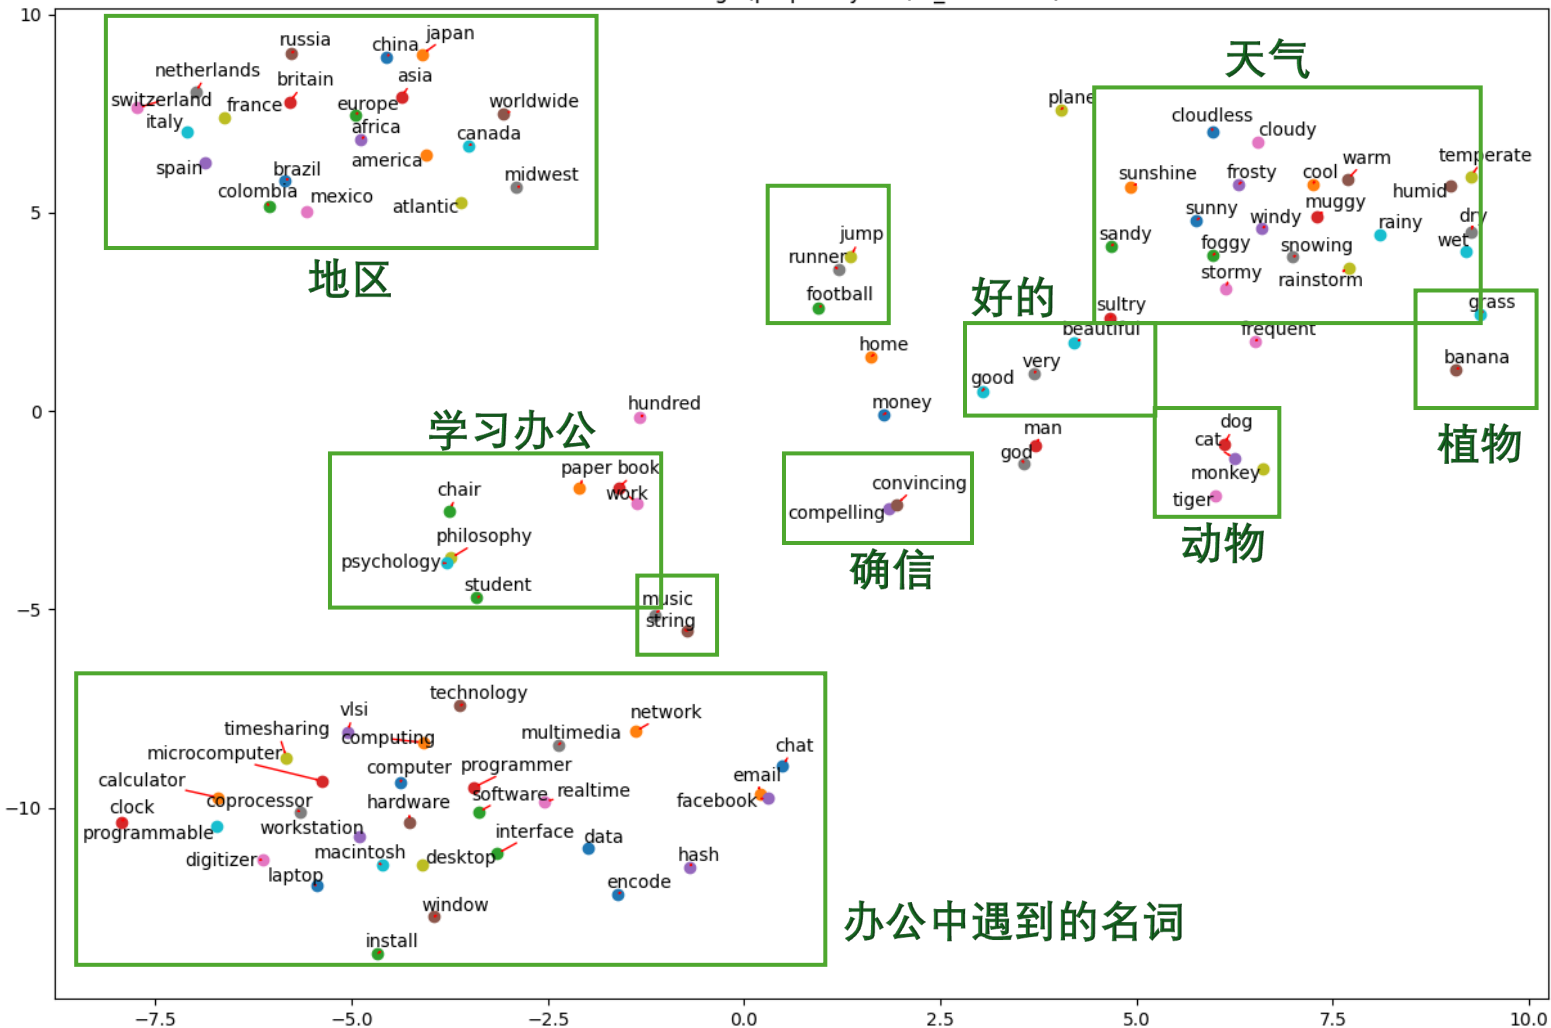 10
russia
china
japan
天气
netherlands
britain
asia
switzerland
france
europe
worldwide
plane
cloudless
italy
africa
canada
cloudy
spain
america
brazil
midwest
sunshine
frosty
cool
warm
temperate
colombia
mexico
atlantic
humid
5
sunny
windy
muggy
rainy
dry
jump
sandy
foggy
snowing
wet
runner
stormy
rainstorm
地区
football
好的
sultry
grass
home
beautiful
frequent
very
banana
good
0
hundred
money
学习办公
man
dog
植物
god
cat
paper book
work
convincing
monkey
chair
compelling
tiger
philosophy
动物
psychology
确信
student
−5
music
string
technology
vlsi
network
timesharing
computing
multimedia
microcomputer
chat
computer
programmer
email
calculator
software
realtime
facebook
−10
clock
coprocessor
hardware
programmable
workstation
interface
data
digitizer
macintosh
desktop
hash
laptop
encode
window
办公中遇到的名词
install
−7.5
−5.0
−2.5
0.0
2.5
5.0
7.5
10.0